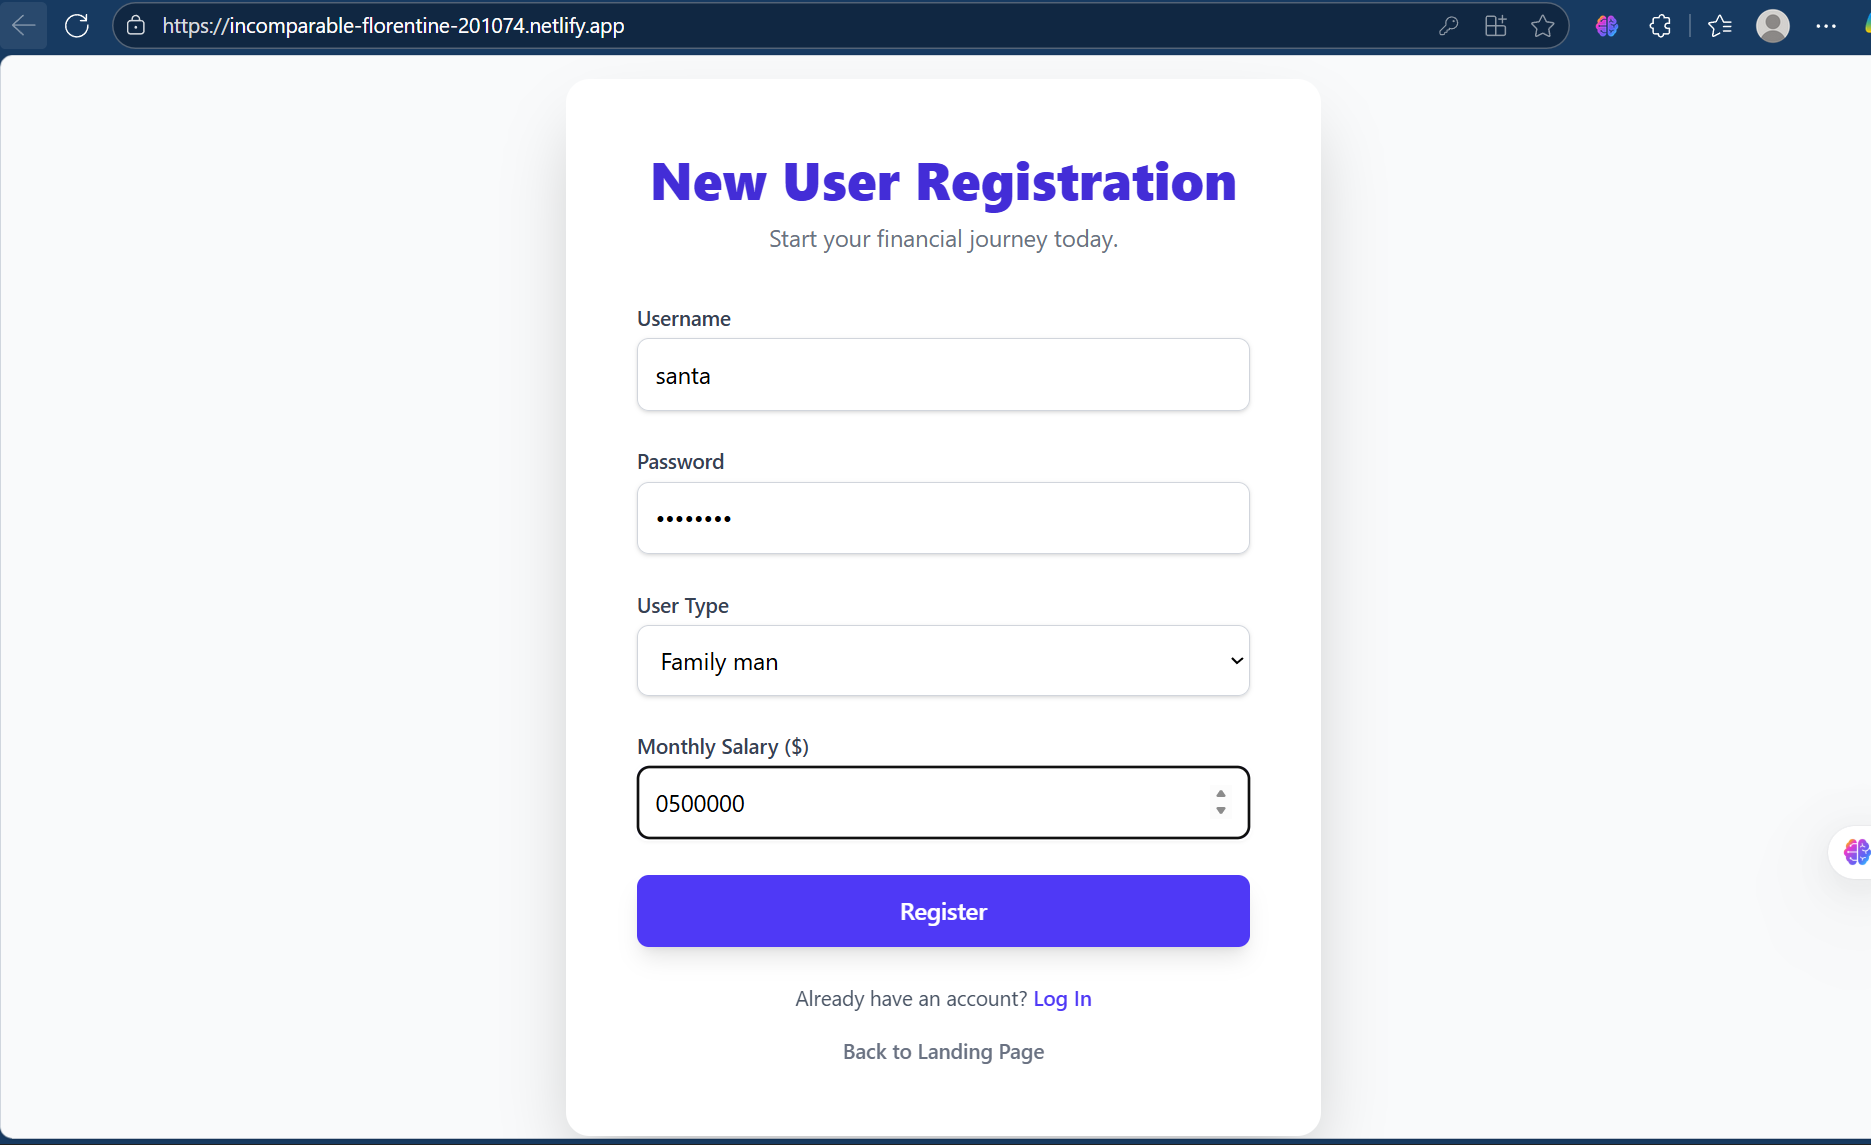 https://incomparable-florentine-201074.netlify.app
New User Registration
Start your financial journey today.
Username
santa
Password
••••••••
User Type
Family man
Monthly Salary ($)
0500000
Register
Already have an account? Log In
Back to Landing Page